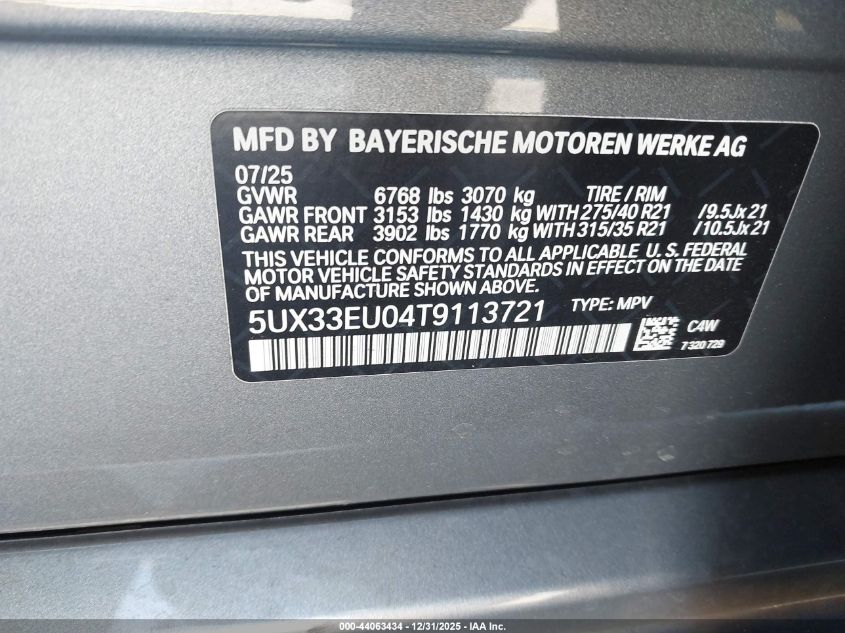 MFD BY BAYERISCHE MOTOREN WERKE AG
07/25
GVWR 6768 lbs 3070 kg TIRE / RIM
GAWR FRONT 3153 lbs 1430 kg WITH 275/40 R21 /9.5Jx21
GAWR REAR 3902 lbs 1770 kg WITH 315/35 R21 /10.5Jx21
THIS VEHICLE CONFORMS TO ALL APPLICABLE U. S. FEDERAL
MOTOR VEHICLE SAFETY STANDARDS IN EFFECT ON THE DATE
OF MANUFACTURE SHOWN ABOVE.
5UX33EU04T9113721 TYPE: MPV
C4W
7320729
000-44063434 - 12/31/2025 - IAA Inc.